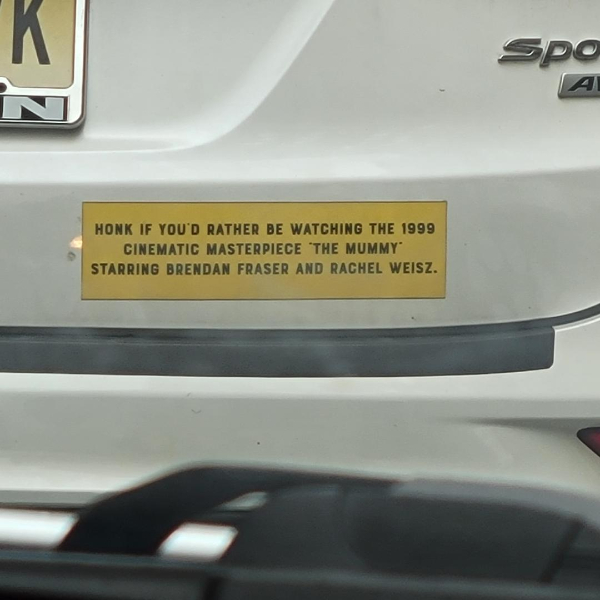 HONK IF YOU'D RATHER BE WATCHING THE 1999
CINEMATIC MASTERPIECE "THE MUMMY"
STARRING BRENDAN FRASER AND RACHEL WEISZ.